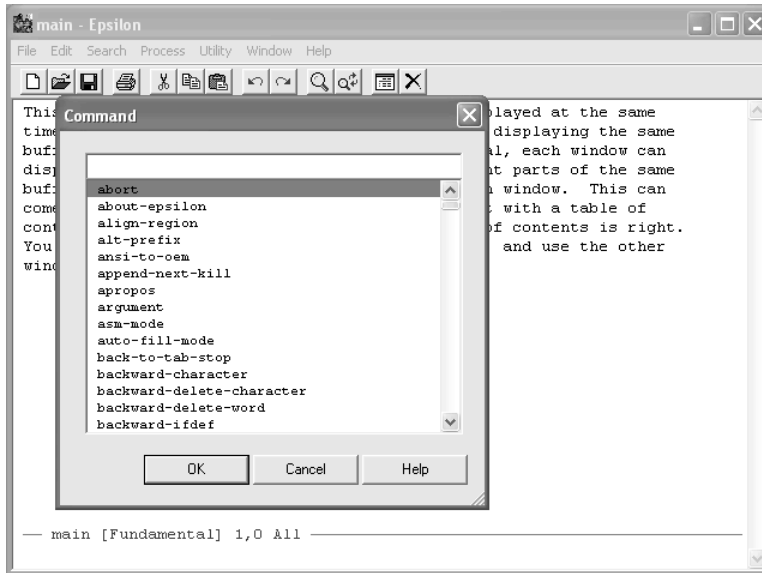 main - Epsilon
File Edit Search Process Utility Window Help
This played at the same
time displaying the same
buf al, each window can
disp nt parts of the same
buf window. This can
come t with a table of
cont of contents is right.
You and use the other
wind
Command
abort
about-epsilon
align-region
alt-prefix
ansi-to-oem
append-next-kill
apropos
argument
asm-mode
auto-fill-mode
back-to-tab-stop
backward-character
backward-delete-character
backward-delete-word
backward-ifdef
OK Cancel Help
main [Fundamental] 1,0 All